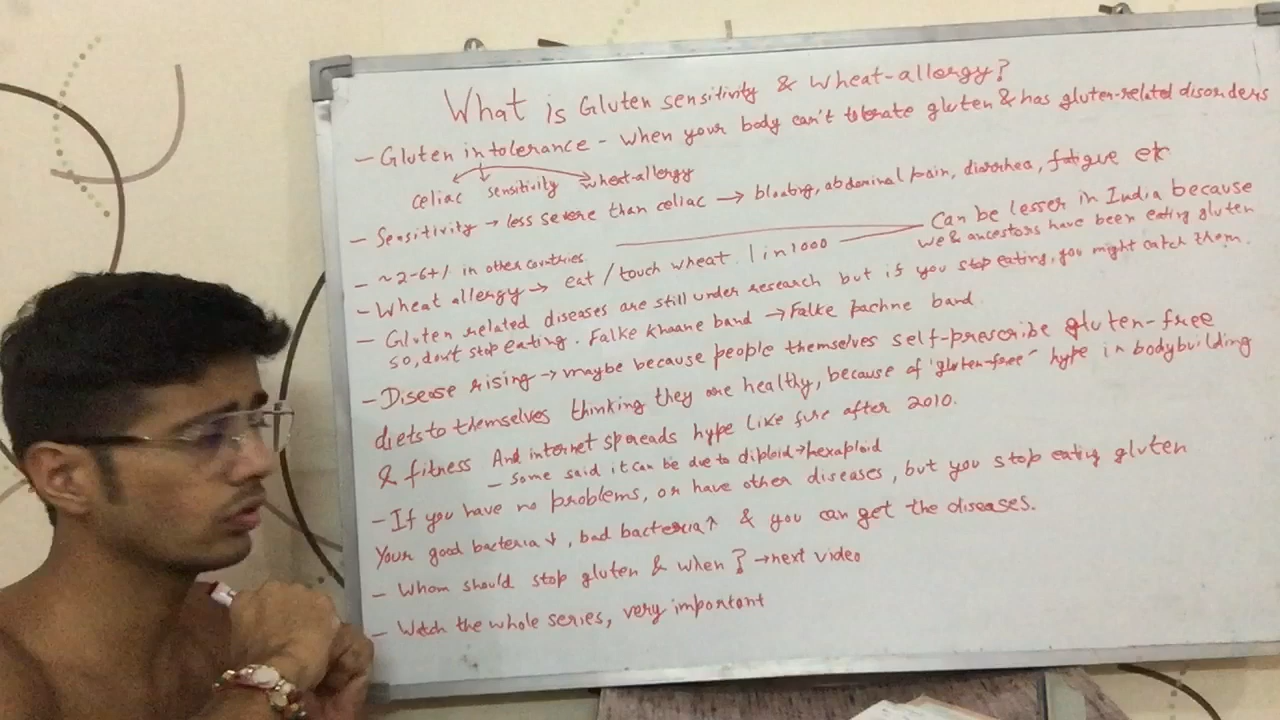 What is Gluten sensitivity & wheat-allergy?
- Gluten intolerance - when your body can't tolerate gluten & has gluten-related disorders
celiac sensitivity wheat-allergy
- Sensitivity → less severe than celiac → bloating, abdominal pain, diarrhea, fatigue etc
- ~2-6+% in other countries.
Can be lesser in India because
we & ancestors have been eating gluten
- Wheat allergy → eat / touch wheat. 1 in 1000
- Gluten related diseases are still under research but if you stop eating, you might catch them.
so, don't stop eating. Falke khaane band → Falke pachne band
- Disease rising → maybe because people themselves self-prescribe gluten-free
diets to themselves thinking they are healthy, because of "gluten-free" hype in bodybuilding
& fitness And internet spreads hype like fire after 2010.
- Some said it can be due to diploid → hexaploid
- If you have no problems, or have other diseases, but you stop eating gluten
Your good bacteria ↓, bad bacteria ↑ & you can get the diseases.
- Whom should stop gluten & when? → next video
- Watch the whole series, very important